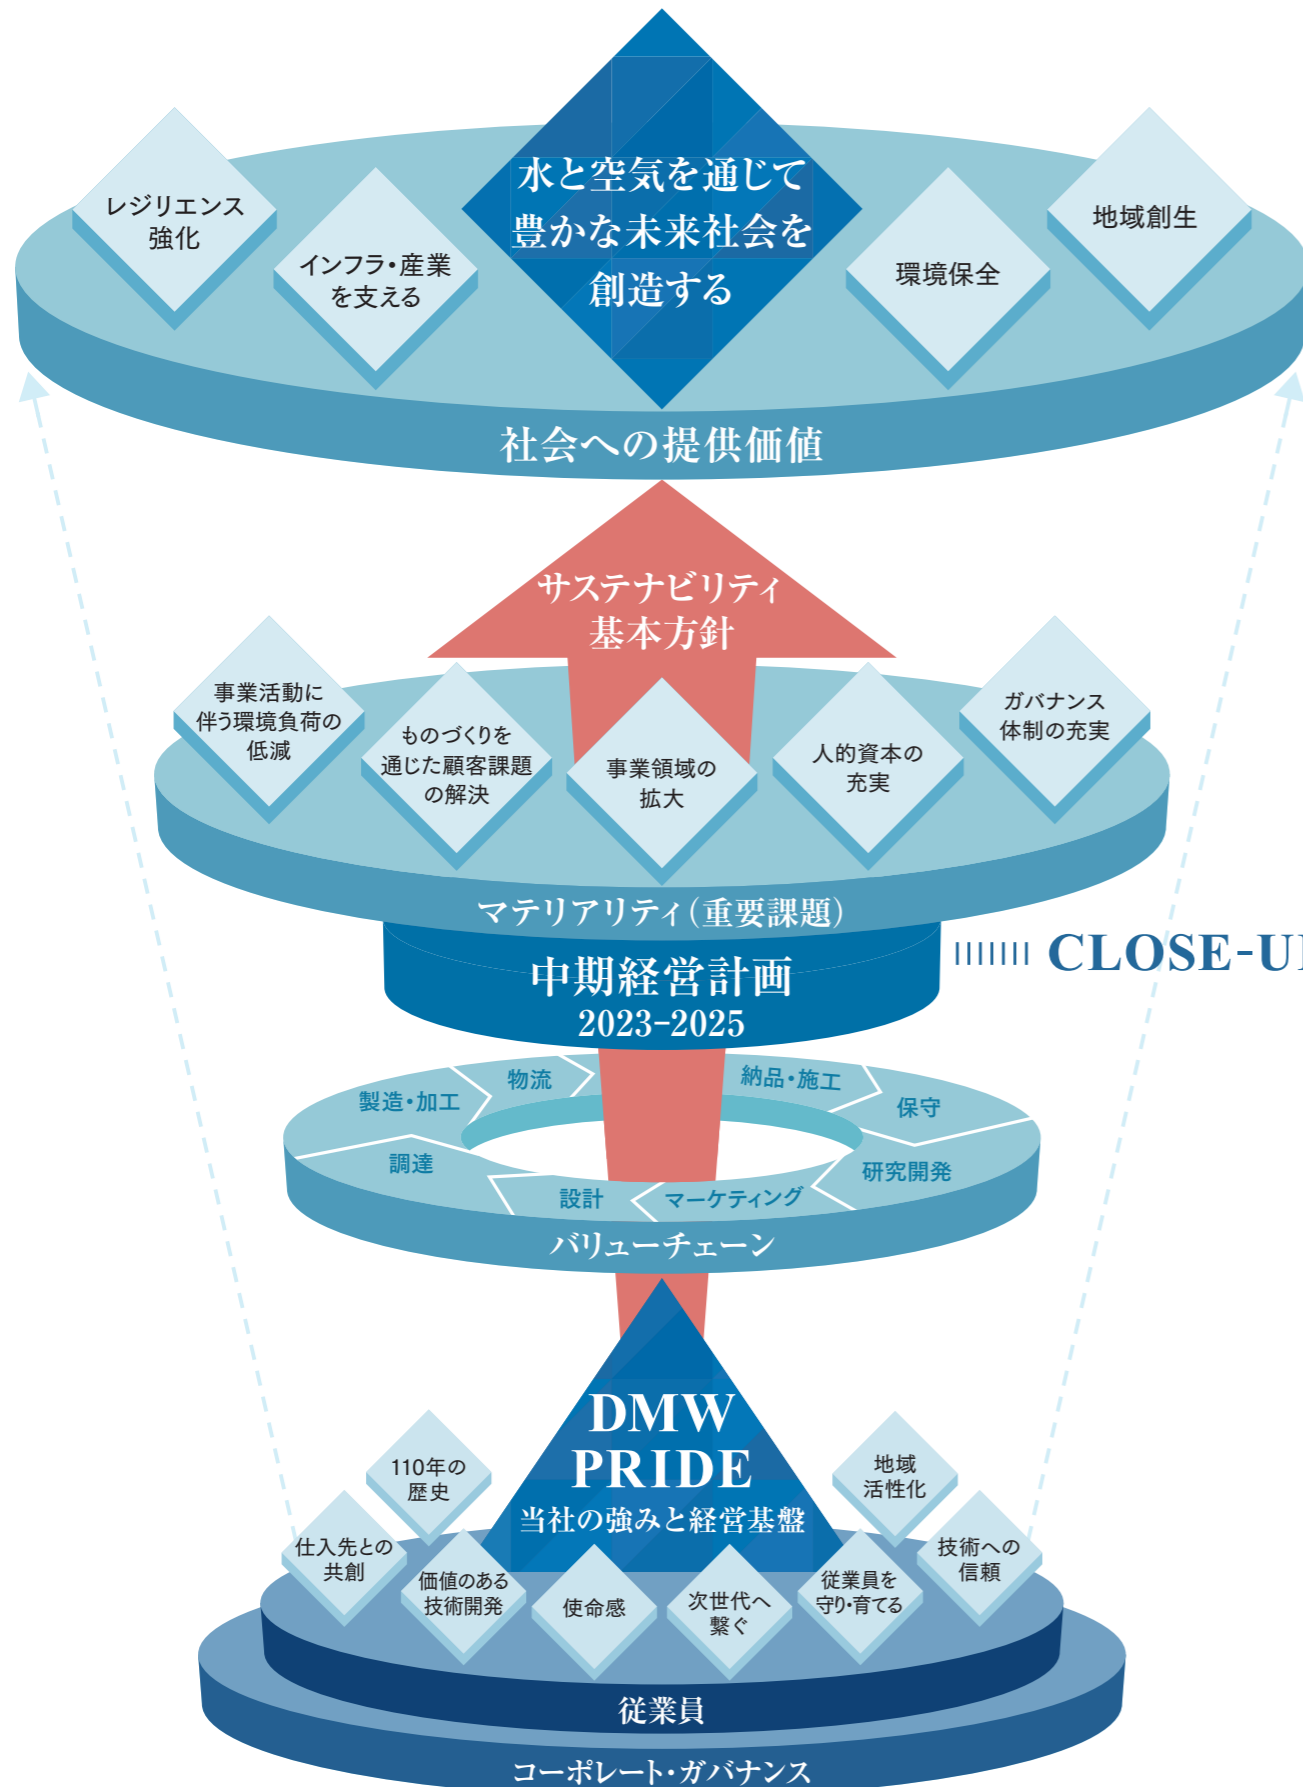 水と空気を通じて
豊かな未来社会を
創造する
レジリエンス
強化
インフラ・産業
を支える
環境保全
地域創生
社会への提供価値
サステナビリティ
基本方針
事業活動に
伴う環境負荷の
低減
ものづくりを
通じた顧客課題
の解決
事業領域の
拡大
人的資本の
充実
ガバナンス
体制の充実
マテリアリティ(重要課題)
中期経営計画
2023-2025
CLOSE-U
物流
製造・加工
調達
設計
マーケティング
研究開発
保守
納品・施工
バリューチェーン
DMW
PRIDE
当社の強みと経営基盤
110年の
歴史
地域
活性化
仕入先との
共創
価値のある
技術開発
使命感
次世代へ
繋ぐ
従業員を
守り・育てる
技術への
信頼
従業員
コーポレート・ガバナンス